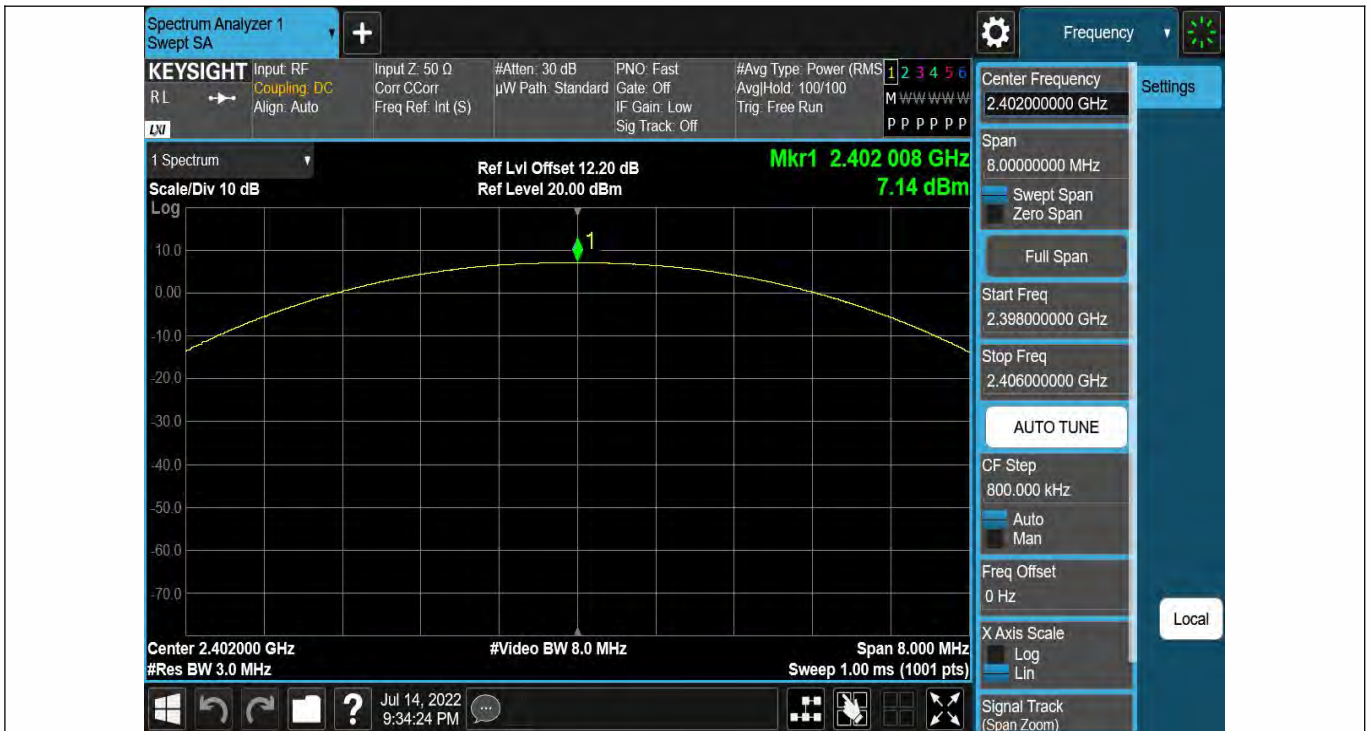 Spectrum Analyzer 1
Swept SA
Frequency
KEYSIGHT
RL
LXI
Input: RF
Coupling: DC
Align: Auto
Input Z: 50 Ω
Corr CCorr
Freq Ref: Int (S)
#Atten: 30 dB
µW Path: Standard
PNO: Fast
Gate: Off
IF Gain: Low
Sig Track: Off
#Avg Type: Power (RMS
Avg|Hold: 100/100
Trig: Free Run
1 2 3 4 5 6
M W W W W W
P P P P P P
1 Spectrum
Scale/Div 10 dB
Log
Ref Lvl Offset 12.20 dB
Ref Level 20.00 dBm
Mkr1 2.402 008 GHz
7.14 dBm
1
10.0
0.00
-10.0
-20.0
-30.0
-40.0
-50.0
-60.0
-70.0
Center 2.402000 GHz
#Res BW 3.0 MHz
#Video BW 8.0 MHz
Span 8.000 MHz
Sweep 1.00 ms (1001 pts)
Center Frequency
2.402000000 GHz
Settings
Span
8.00000000 MHz
Swept Span
Zero Span
Full Span
Start Freq
2.398000000 GHz
Stop Freq
2.406000000 GHz
AUTO TUNE
CF Step
800.000 kHz
Auto
Man
Freq Offset
0 Hz
X Axis Scale
Log
Lin
Local
Signal Track
(Span Zoom)
?
Jul 14, 2022
9:34:24 PM